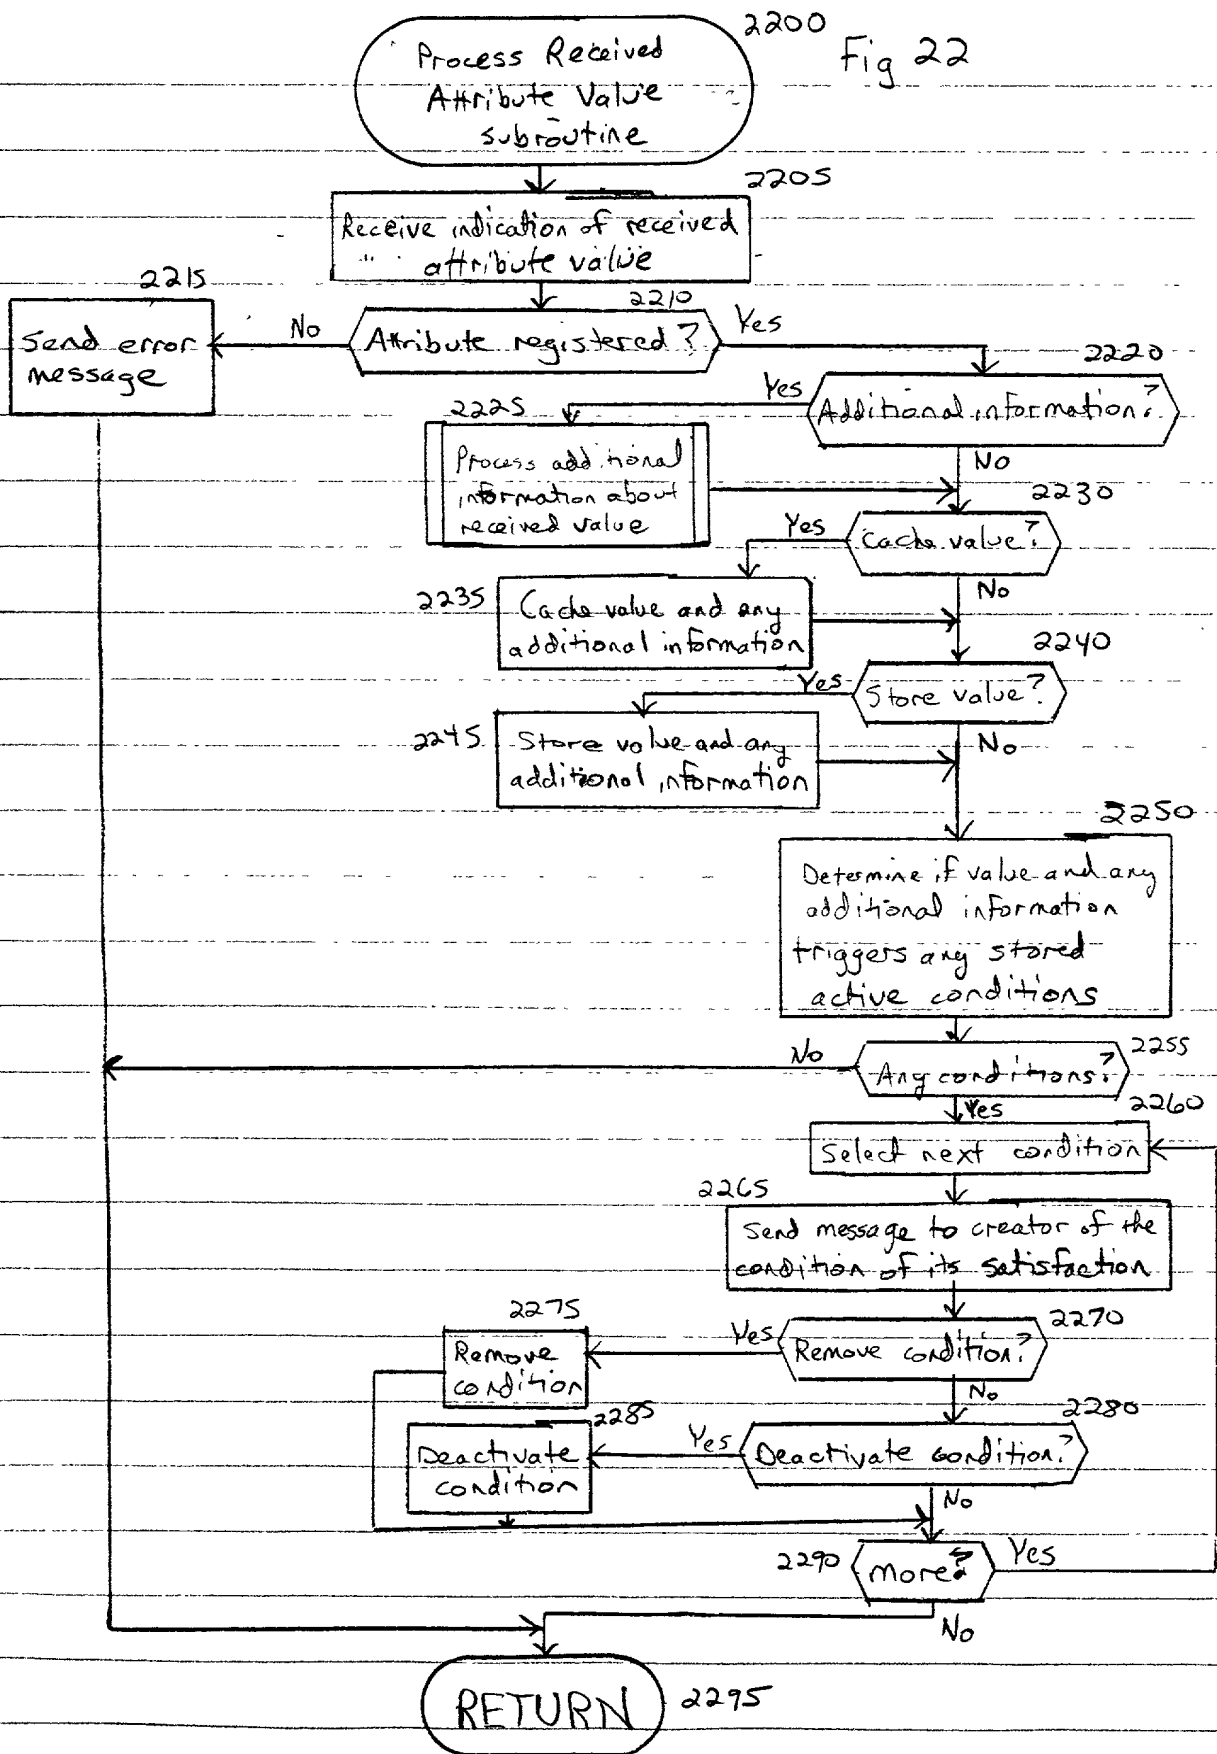 2200
Fig 22
Process Received
Attribute Value
subroutine
2205
Receive indication of received
attribute value
2215
2210
Send error
message
No
Attribute registered?
Yes
2220
Yes
Additional information?
2225
Process additional
information about
received value
No
2230
Yes
Cache value?
2235
Cache value and any
additional information
No
2240
Yes
Store value?
2245
Store value and any
additional information
No
2250
Determine if value and any
additional information
triggers any stored
active conditions
No
2255
Any conditions?
Yes
2260
Select next condition
2265
Send message to creator of the
condition of its satisfaction
2275
2270
Remove
condition
Yes
Remove condition?
No
2285
2280
Deactivate
condition
Yes
Deactivate condition?
No
2290
more?
Yes
No
RETURN
2295